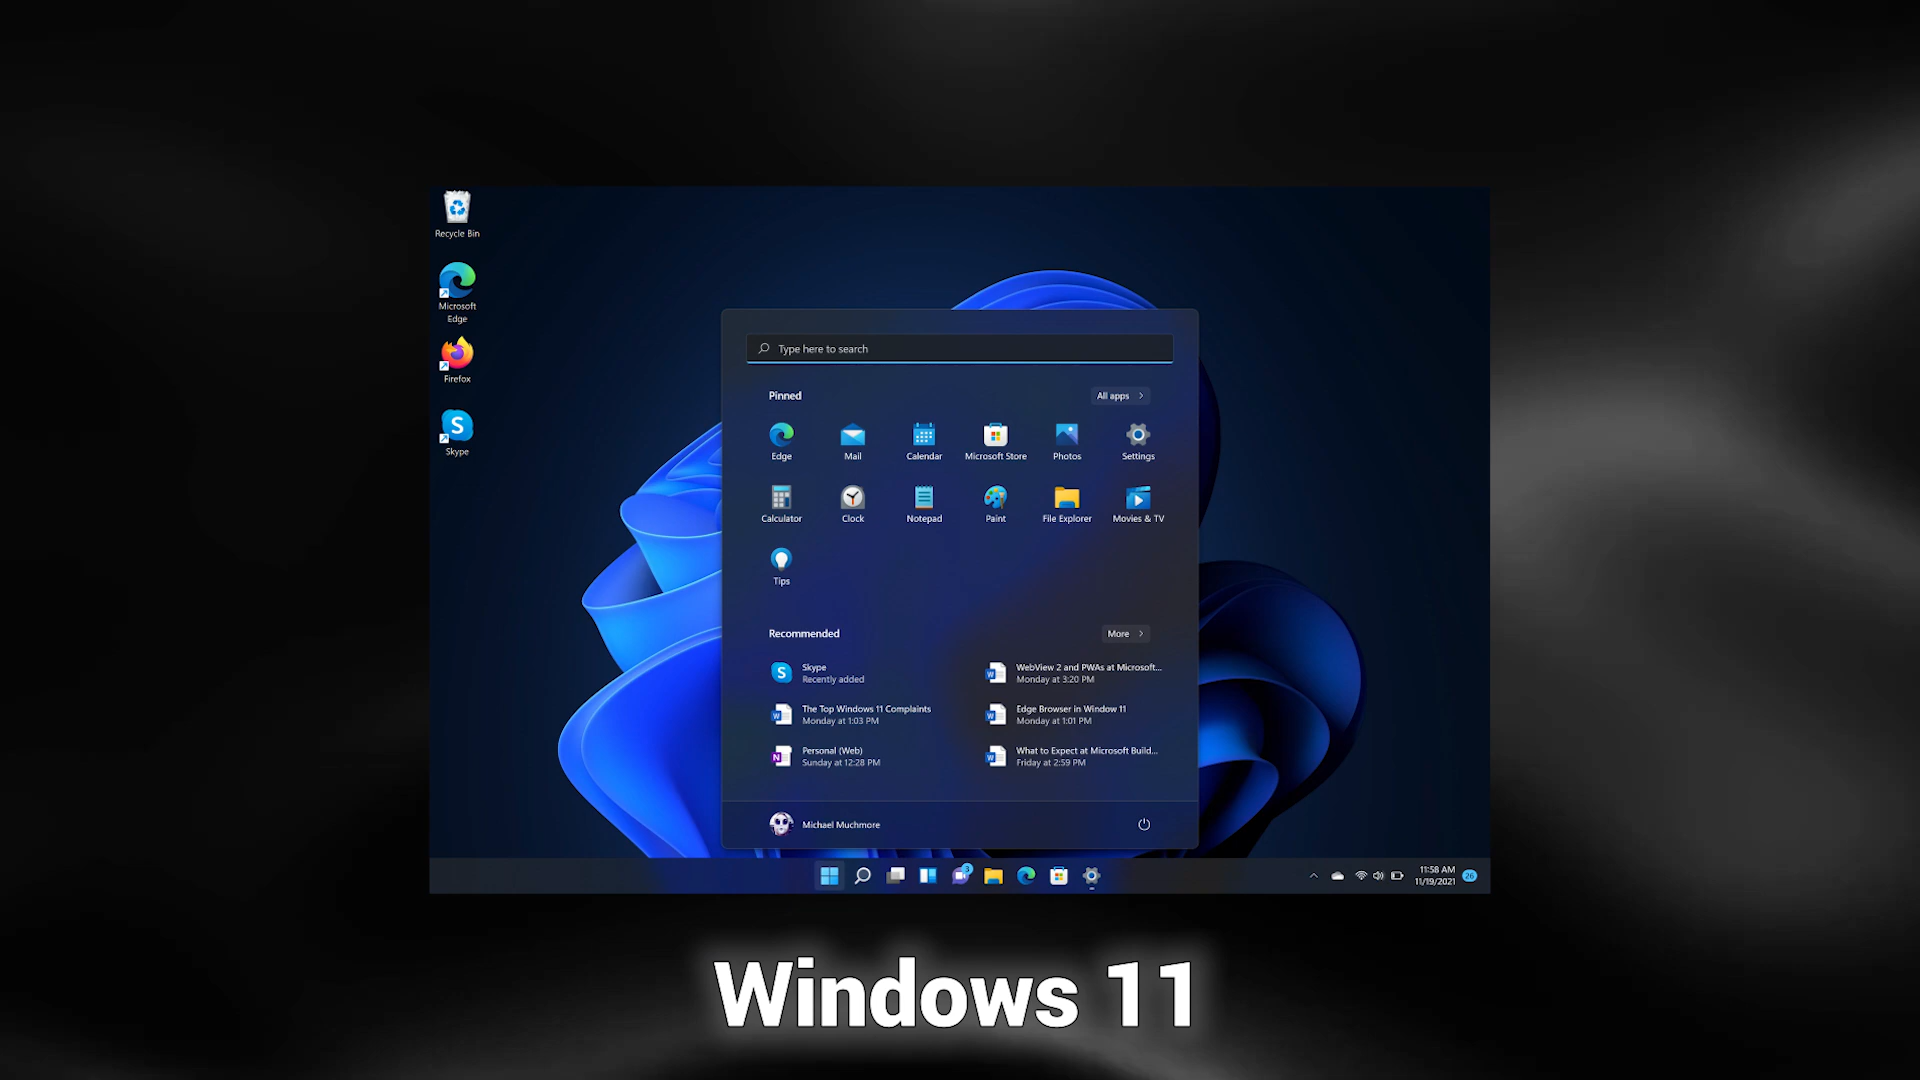 Recycle Bin
Microsoft
Edge
Firefox
S
Skype
Type here to search
Pinned
All apps
Edge
Mail
Calendar
Microsoft Store
Photos
Settings
Calculator
Clock
Notepad
Paint
File Explorer
Movies & TV
Tips
Recommended
More
S
Skype
Recently added
W
WebView 2 and PWAs at Microsoft...
Monday at 3:20 PM
W
The Top Windows 11 Complaints
Monday at 1:03 PM
W
Edge Browser in Window 11
Monday at 1:01 PM
N
Personal (Web)
Sunday at 12:28 PM
W
What to Expect at Microsoft Build...
Friday at 2:59 PM
Michael Muchmore
3
11:58 AM
11/19/2021
26
Windows 11